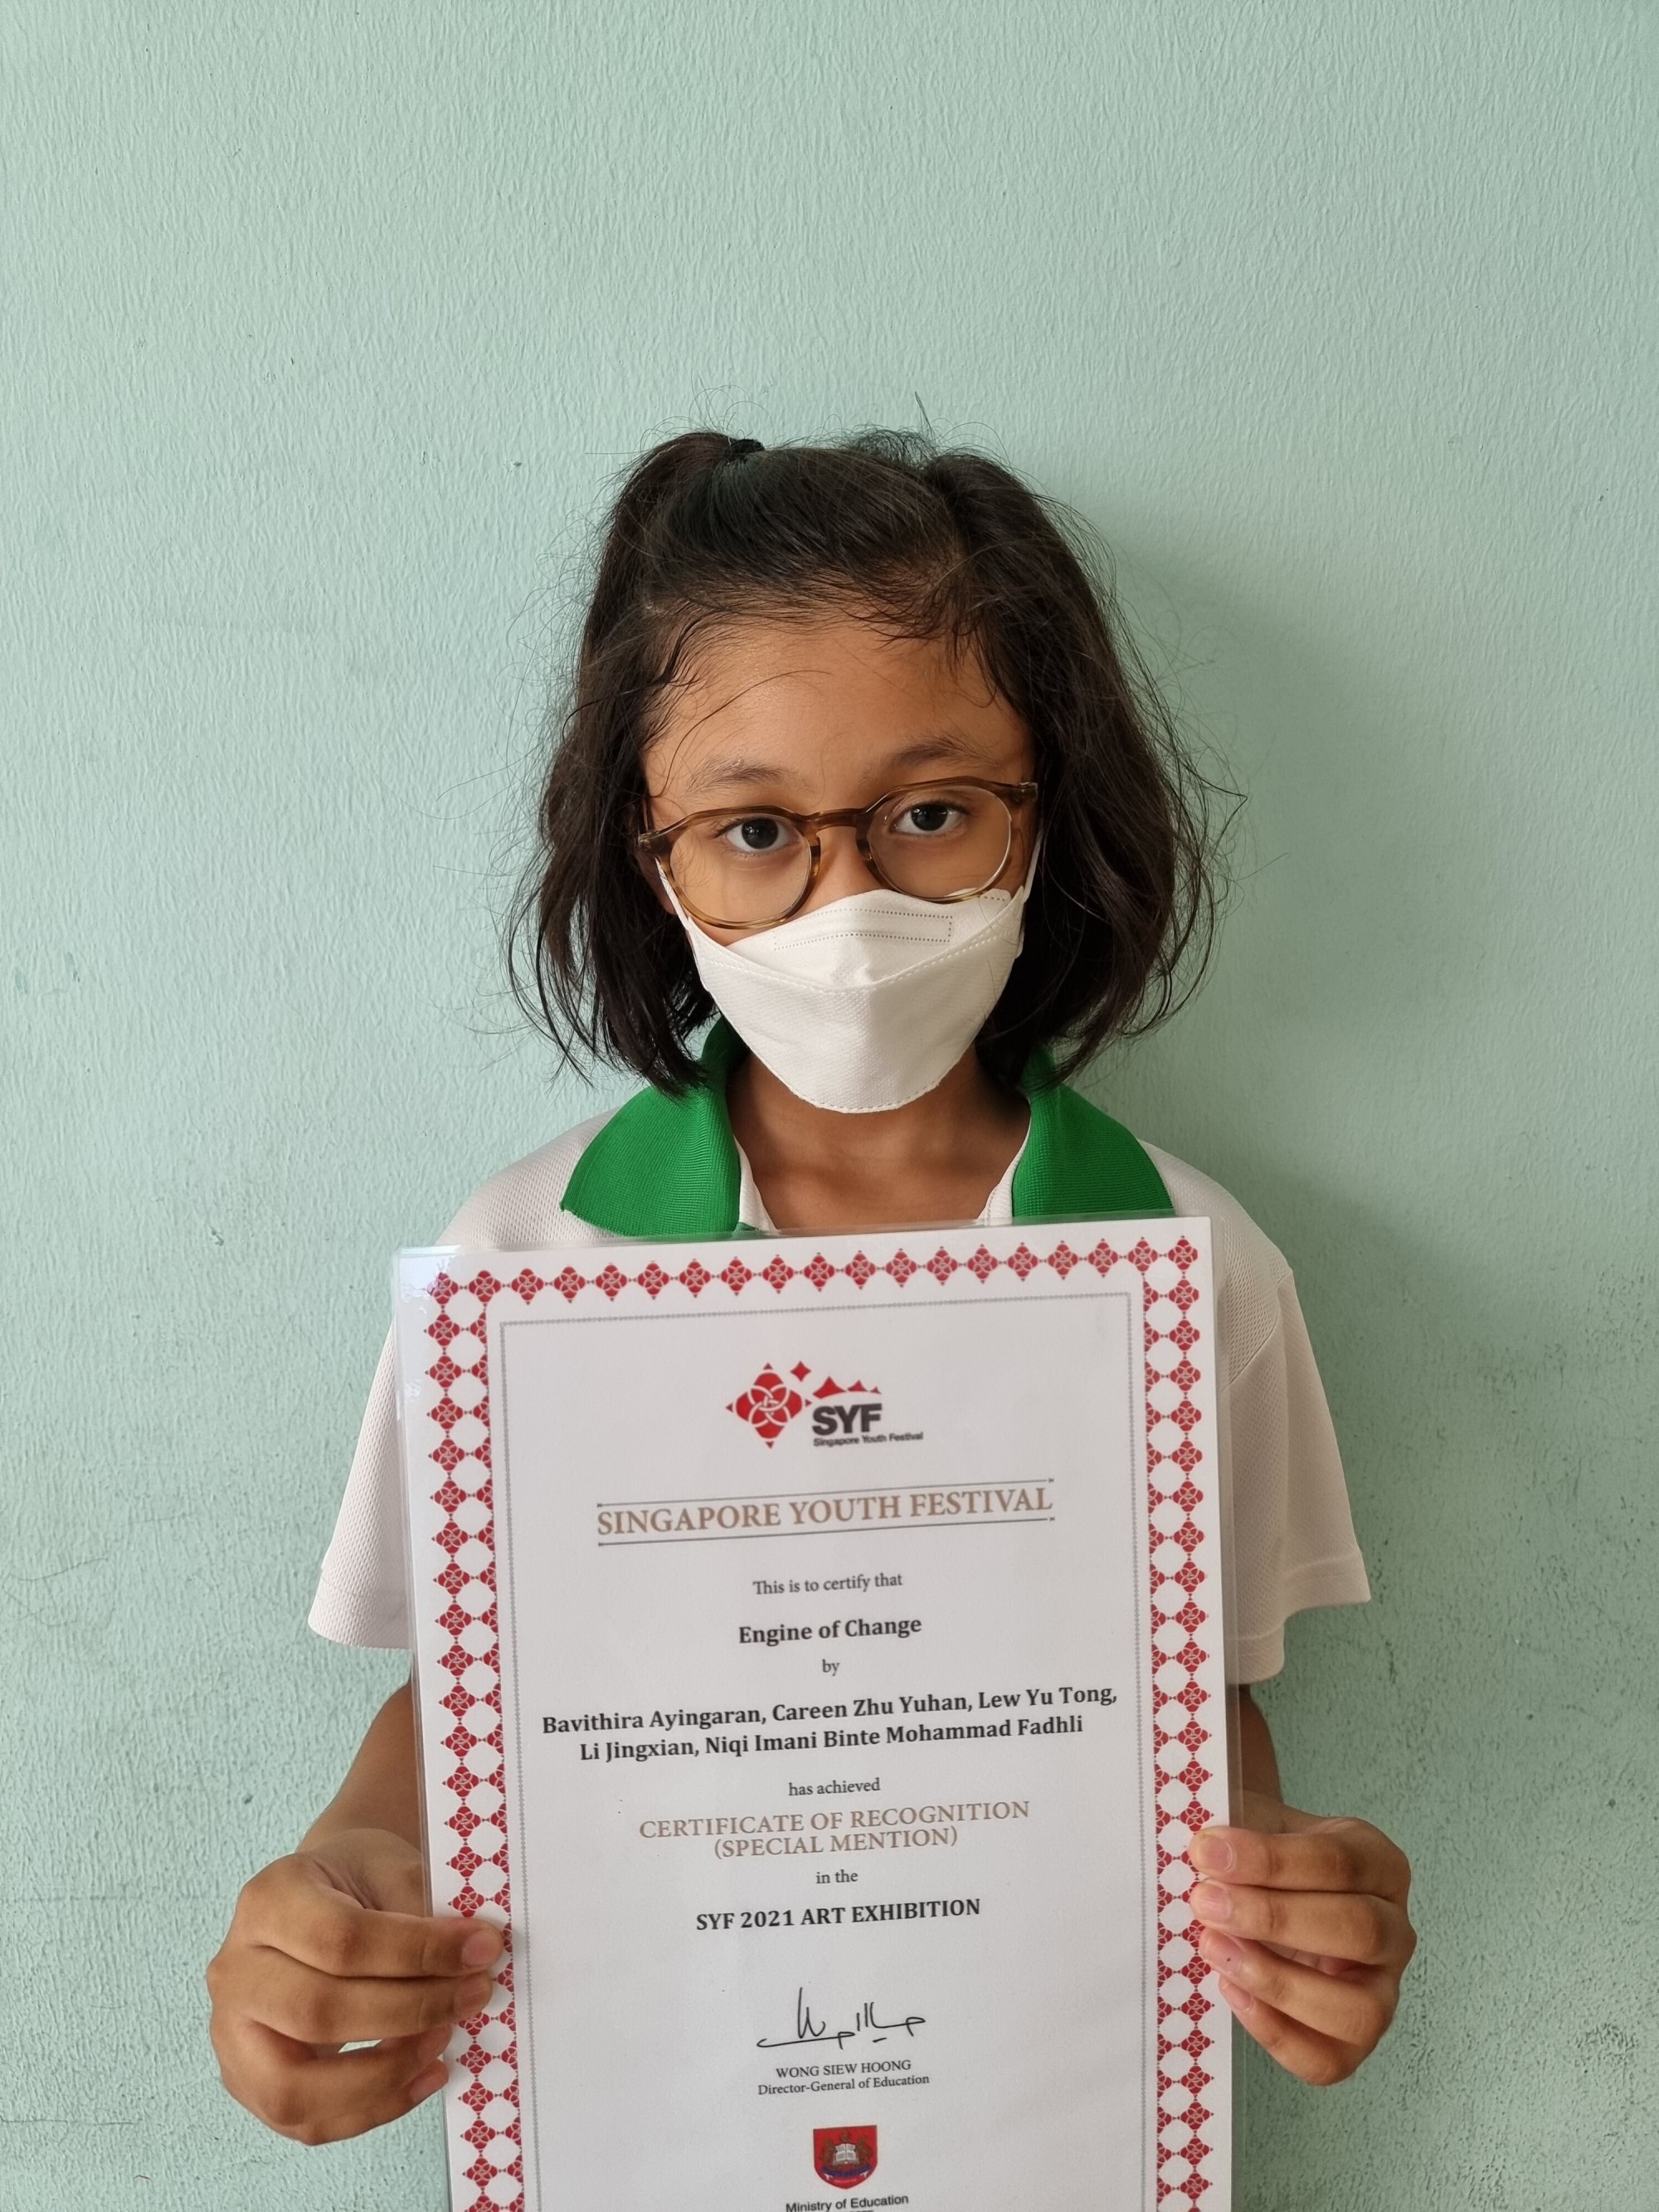 SYF
Singapore Youth Festival
SINGAPORE YOUTH FESTIVAL
This is to certify that
Engine of Change
by
Bavithira Ayingaran, Careen Zhu Yuhan, Lew Yu Tong,
Li Jingxian, Niqi Imani Binte Mohammad Fadhli
has achieved
CERTIFICATE OF RECOGNITION
(SPECIAL MENTION)
in the
SYF 2021 ART EXHIBITION
WONG SIEW HOONG
Director-General of Education
Ministry of Education